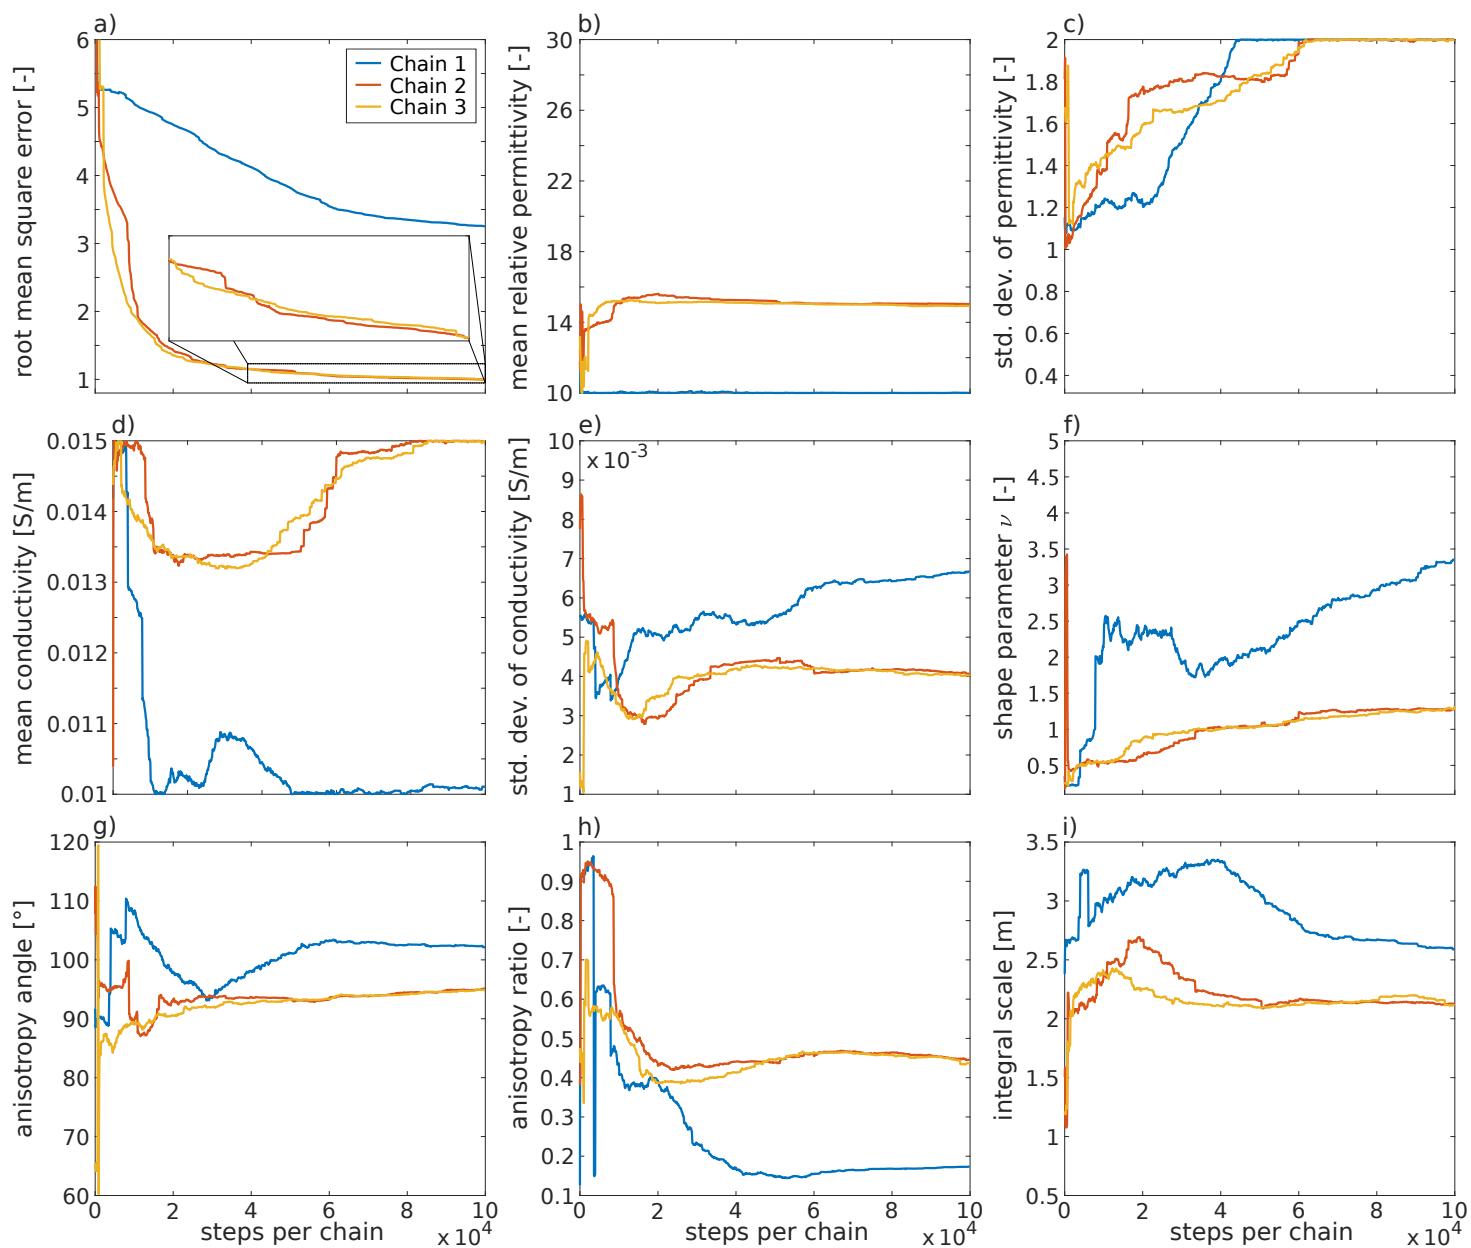 a)
root mean square error [-]
6
5
4
3
2
1
Chain 1
Chain 2
Chain 3
b)
mean relative permittivity [-]
30
26
22
18
14
10
c)
std. dev. of permittivity [-]
2
1.8
1.6
1.4
1.2
1
0.8
0.6
0.4
d)
mean conductivity [S/m]
0.015
0.014
0.013
0.012
0.011
0.01
e)
std. dev. of conductivity [S/m]
x 10-3
10
9
8
7
6
5
4
3
2
1
f)
shape parameter ν [-]
5
4.5
4
3.5
3
2.5
2
1.5
1
0.5
g)
anisotropy angle [°]
120
110
100
90
80
70
60
0 2 4 6 8 10
steps per chain
x 10⁴
h)
anisotropy ratio [-]
1
0.9
0.8
0.7
0.6
0.5
0.4
0.3
0.2
0.1
0 2 4 6 8 10
steps per chain
x 10⁴
i)
integral scale [m]
3.5
3
2.5
2
1.5
1
0.5
0 2 4 6 8 10
steps per chain
x 10⁴